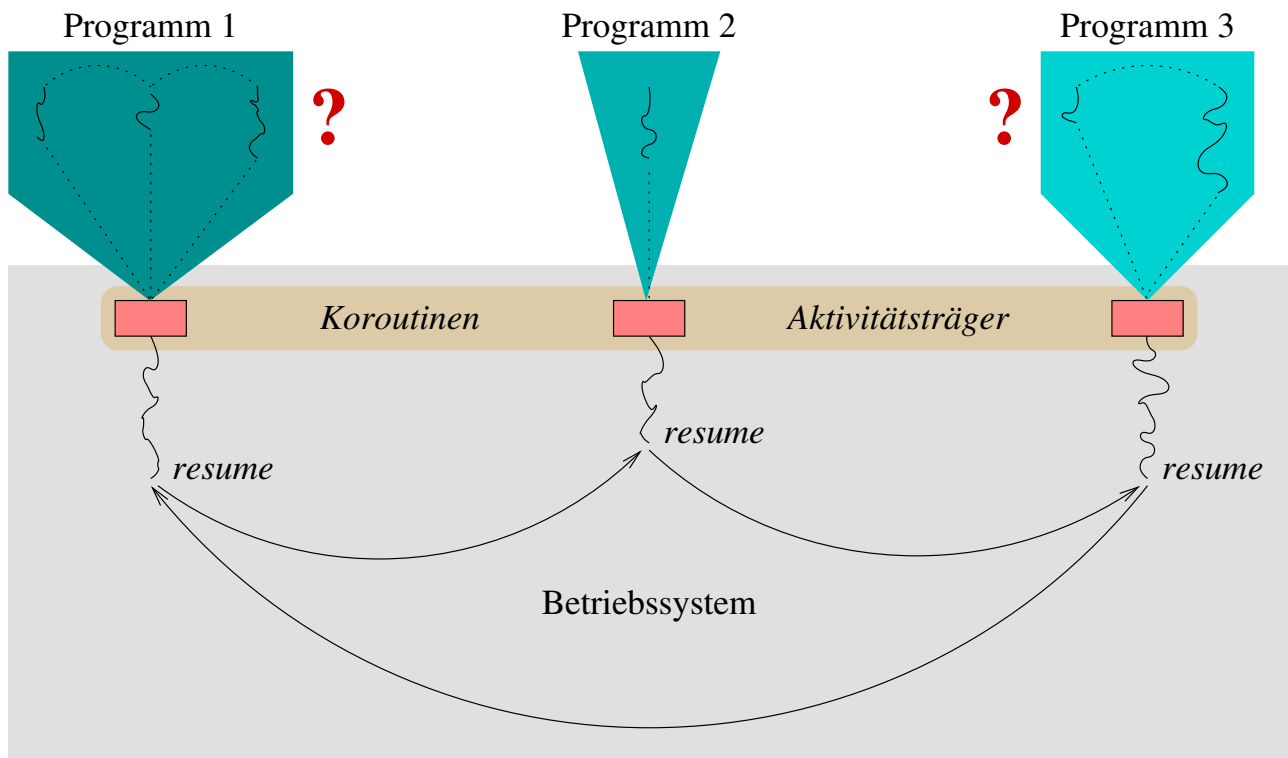 Programm 1
Programm 2
Programm 3
?
?
Koroutinen
Aktivitätsträger
resume
resume
resume
Betriebssystem